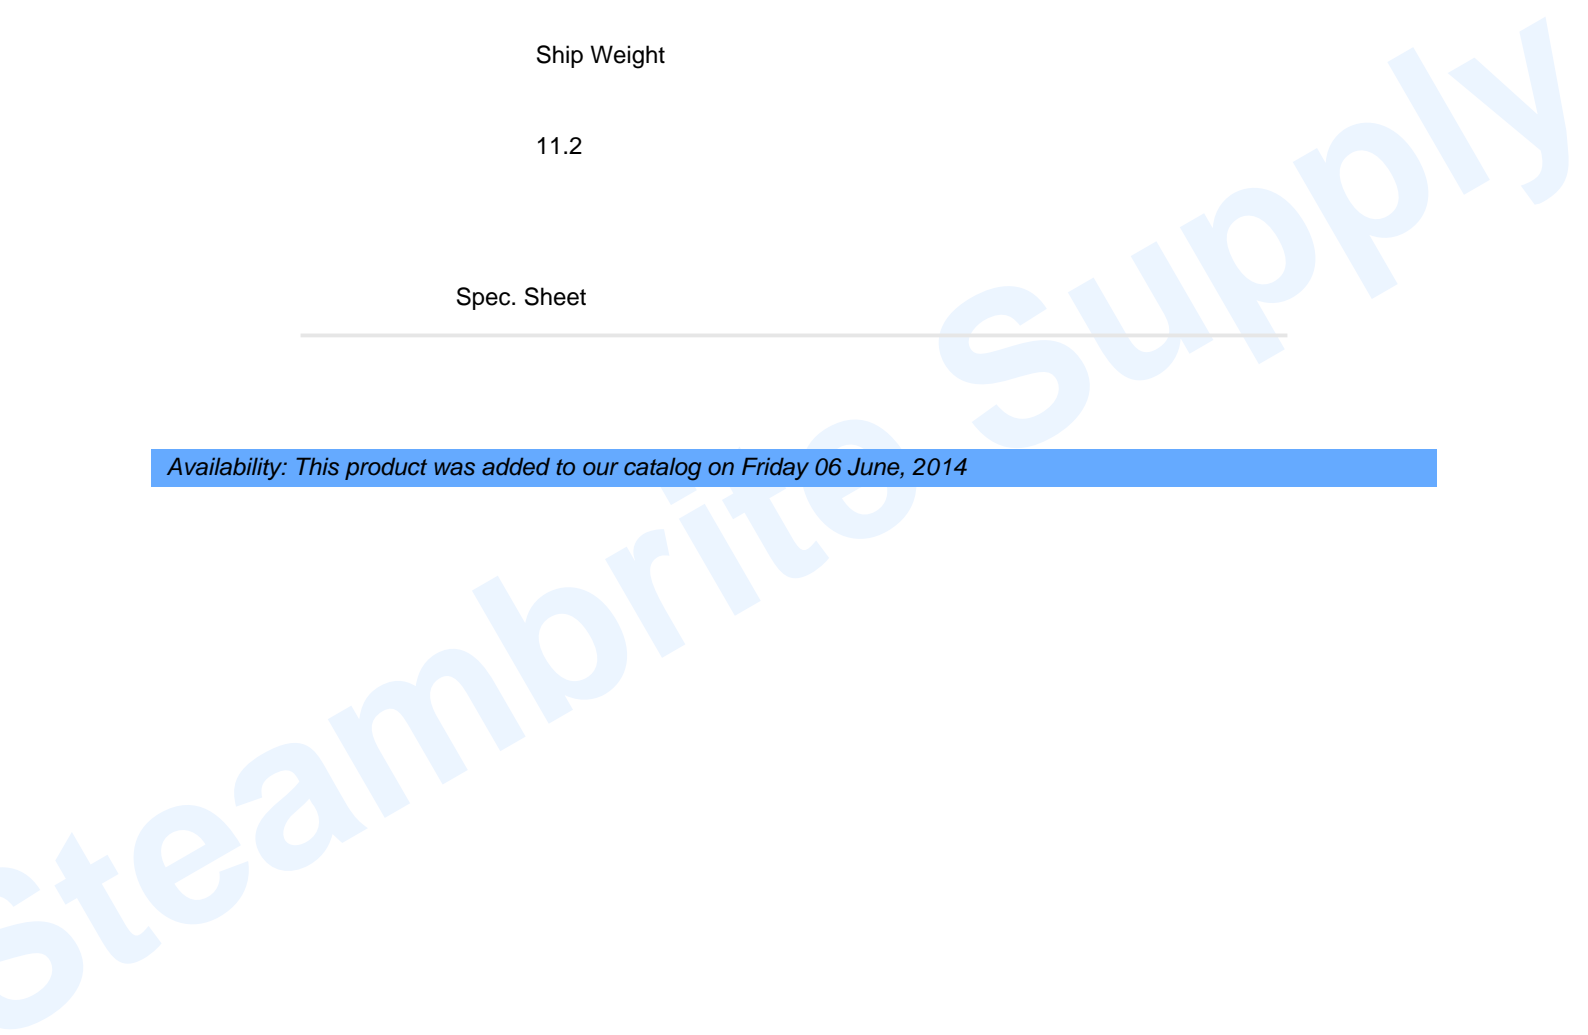 Ship Weight
11.2
Spec. Sheet
Availability: This product was added to our catalog on Friday 06 June, 2014
Steambrite Supply